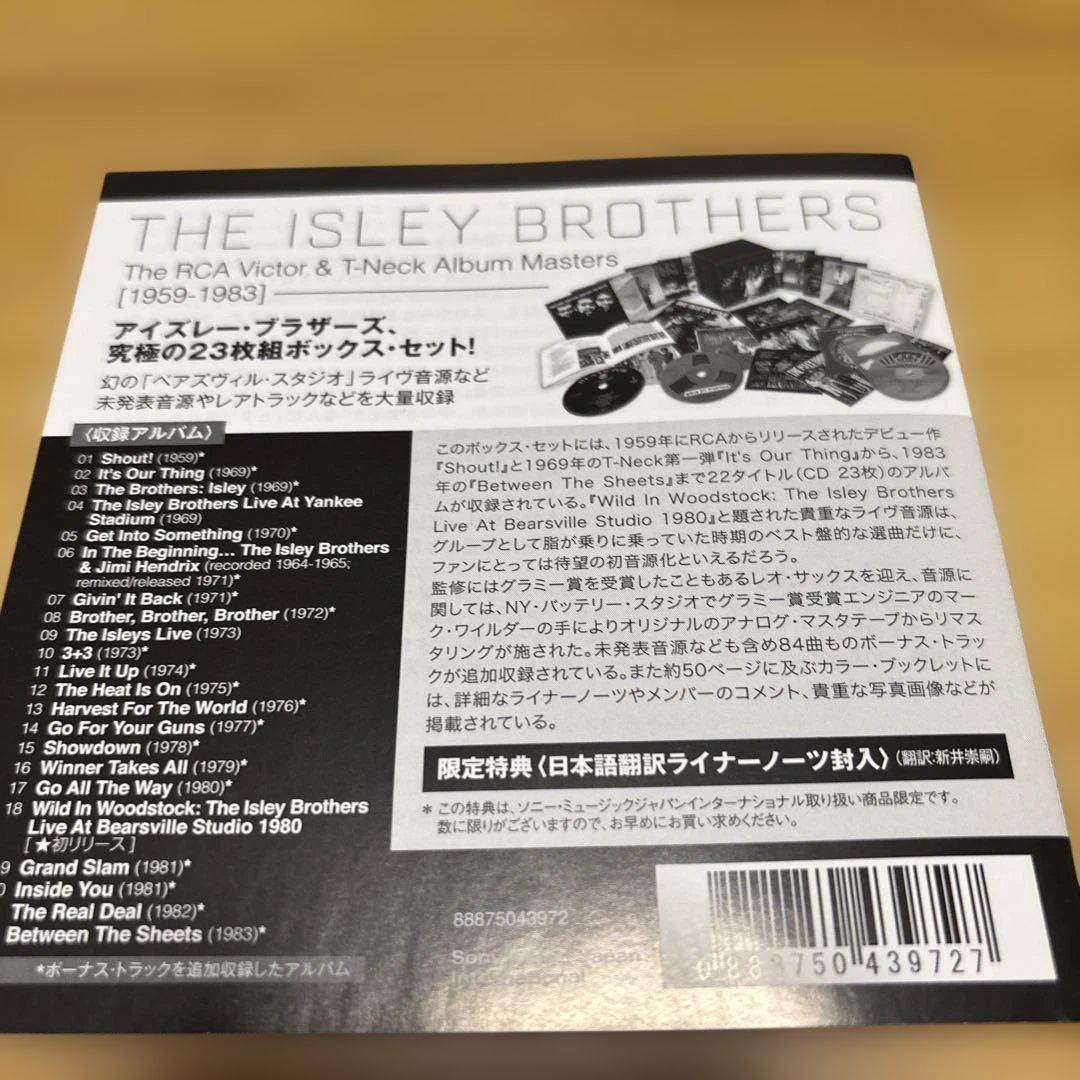 THE ISLEY BROTHERS
The RCA Victor & T-Neck Album Masters
[1959-1983]
アイズレー・ブラザーズ、
究極の23枚組ボックス・セット!
幻の「ベアズヴィル・スタジオ」ライヴ音源など
未発表音源やレアトラックなどを大量収録
〈収録アルバム〉
01 Shout! (1959)*
02 It's Our Thing (1969)*
03 The Brothers: Isley (1969)*
04 The Isley Brothers Live At Yankee
Stadium (1969)
05 Get Into Something (1970)*
06 In The Beginning... The Isley Brothers
& Jimi Hendrix (recorded 1964-1965;
remixed/released 1971)*
07 Givin' It Back (1971)*
08 Brother, Brother, Brother (1972)*
09 The Isleys Live (1973)
10 3+3 (1973)*
11 Live It Up (1974)*
12 The Heat Is On (1975)*
13 Harvest For The World (1976)*
14 Go For Your Guns (1977)*
15 Showdown (1978)*
16 Winner Takes All (1979)*
17 Go All The Way (1980)*
18 Wild In Woodstock: The Isley Brothers
Live At Bearsville Studio 1980
[★初リリース]
9 Grand Slam (1981)*
0 Inside You (1981)*
The Real Deal (1982)*
Between The Sheets (1983)*
*ボーナス・トラックを追加収録したアルバム
このボックス・セットには、1959年にRCAからリリースされたデビュー作
『Shout!』と1969年のT-Neck第一弾『It's Our Thing』から、1983
年の『Between The Sheets』まで22タイトル(CD 23枚)のアルバ
ムが収録されている。『Wild In Woodstock: The Isley Brothers
Live At Bearsville Studio 1980』と題された貴重なライヴ音源は、
グループとして脂が乗りに乗っていた時期のベスト盤的な選曲だけに、
ファンにとっては待望の初音源化といえるだろう。
監修にはグラミー賞を受賞したこともあるレオ・サックスを迎え、音源に
関しては、NY・バッテリー・スタジオでグラミー賞受賞エンジニアのマー
ク・ワイルダーの手によりオリジナルのアナログ・マスタテープからリマス
タリングが施された。未発表音源なども含め84曲ものボーナス・トラッ
クが追加収録されている。また約50ページに及ぶカラー・ブックレットに
は、詳細なライナーノーツやメンバーのコメント、貴重な写真画像などが
掲載されている。
限定特典〈日本語翻訳ライナーノーツ封入〉(翻訳:新井崇嗣)
* この特典は、ソニー・ミュージックジャパンインターナショナル取り扱い商品限定です。
数に限りがございますので、お早めにお買い求めください。
88875043972
Sony Japan
International
0 88 8750 439727